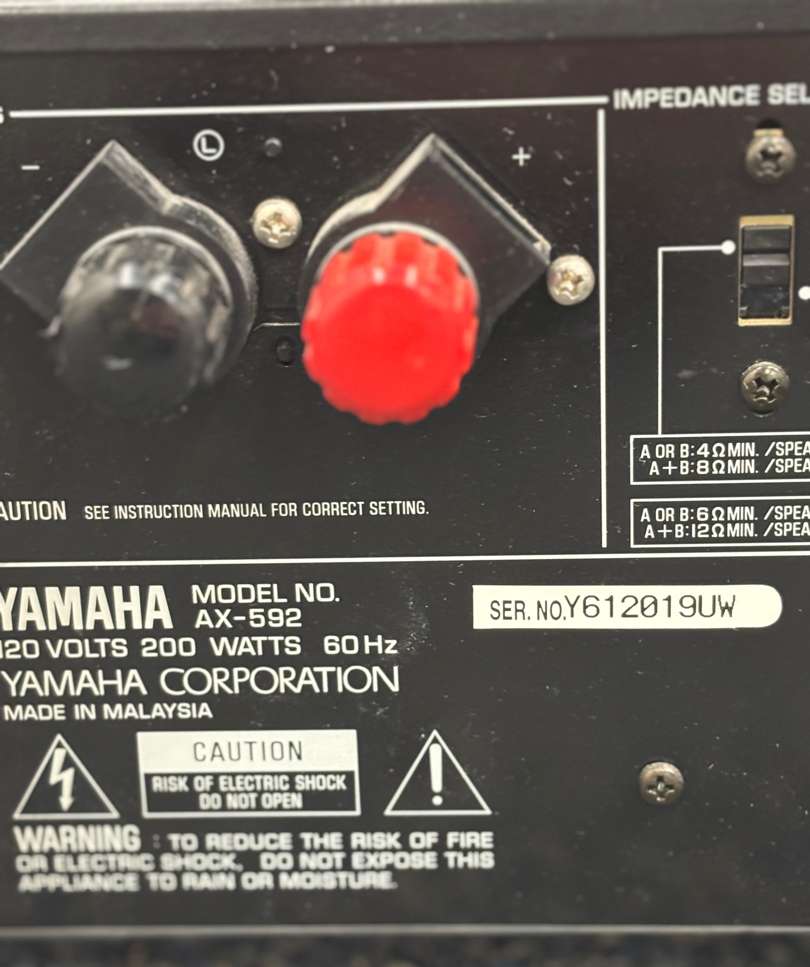 IMPEDANCE SEL
− Ⓛ +
A OR B:4ΩMIN. /SPEA
A+B:8ΩMIN. /SPEA
A OR B:6ΩMIN. /SPEA
A+B:12ΩMIN. /SPEA
AUTION SEE INSTRUCTION MANUAL FOR CORRECT SETTING.
YAMAHA MODEL NO.
AX-592
120 VOLTS 200 WATTS 60Hz
YAMAHA CORPORATION
MADE IN MALAYSIA
SER. NO.Y612019UW
CAUTION
RISK OF ELECTRIC SHOCK
DO NOT OPEN
WARNING : TO REDUCE THE RISK OF FIRE
OR ELECTRIC SHOCK. DO NOT EXPOSE THIS
APPLIANCE TO RAIN OR MOISTURE.